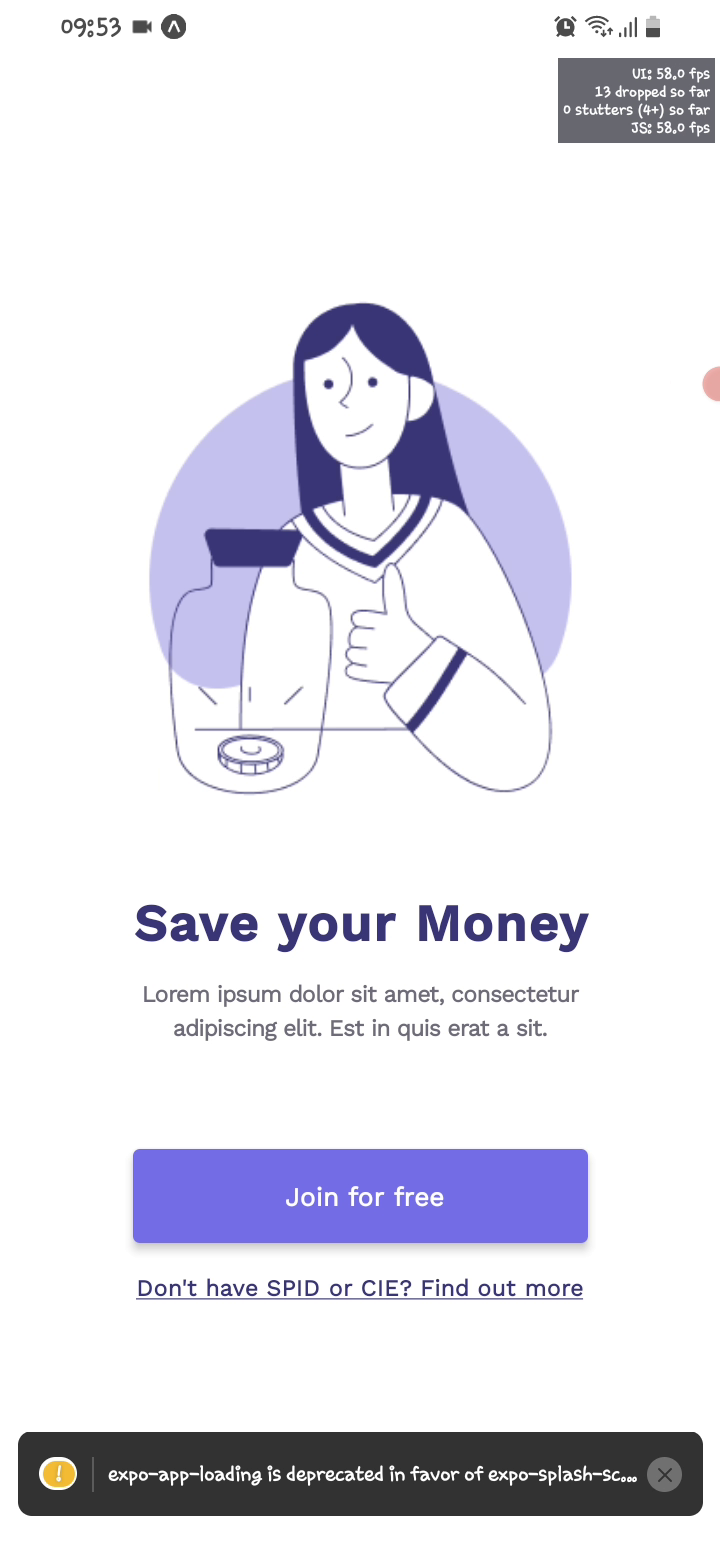 09:53
UI: 58.0 fps
13 dropped so far
0 stutters (4+) so far
JS: 58.0 fps
Save your Money
Lorem ipsum dolor sit amet, consectetur
adipiscing elit. Est in quis erat a sit.
Join for free
Don't have SPID or CIE? Find out more
! expo-app-loading is deprecated in favor of expo-splash-sc...